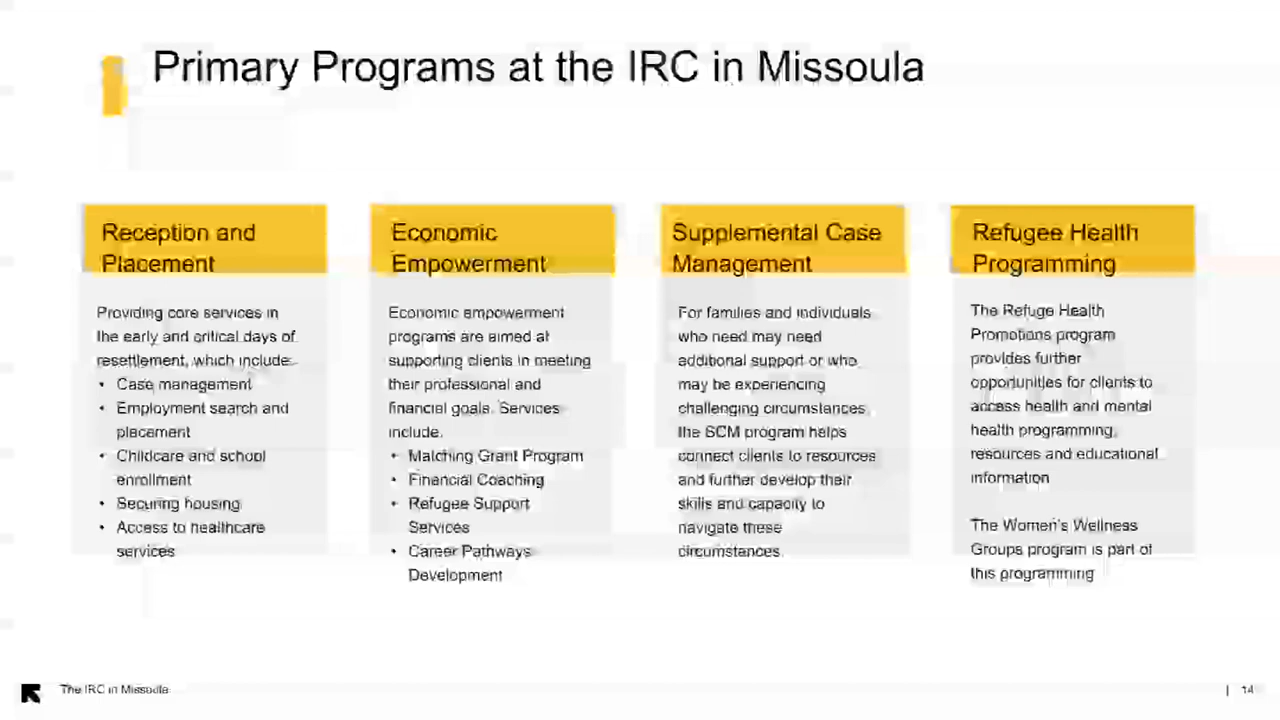 Primary Programs at the IRC in Missoula
Reception and
Placement
Providing core services in
the early and critical days of
resettlement, which include:
• Case management
• Employment search and
placement
• Childcare and school
enrollment
• Securing housing
• Access to healthcare
services
Economic
Empowerment
Economic empowerment
programs are aimed at
supporting clients in meeting
their professional and
financial goals. Services
include.
• Matching Grant Program
• Financial Coaching
• Refugee Support
Services
• Career Pathways
Development
Supplemental Case
Management
For families and individuals
who need may need
additional support or who
may be experiencing
challenging circumstances,
the SCM program helps
connect clients to resources
and further develop their
skills and capacity to
navigate these
circumstances.
Refugee Health
Programming
The Refuge Health
Promotions program
provides further
opportunities for clients to
access health and mental
health programming,
resources and educational
information
The Women's Wellness
Groups program is part of
this programming
The IRC in Missoula
| 14